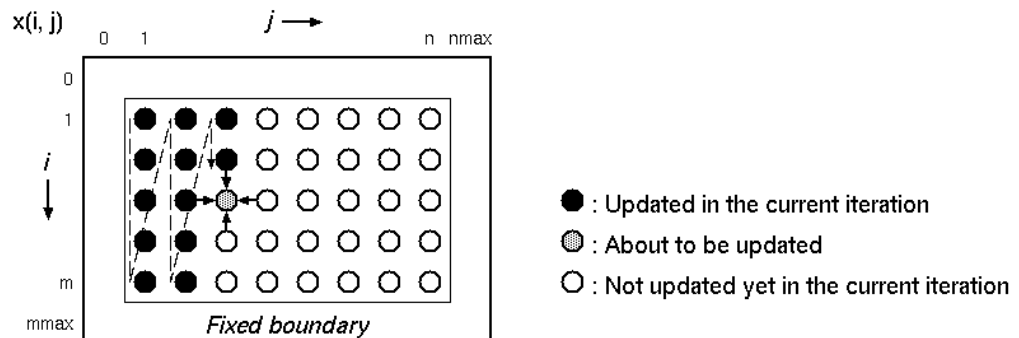 x(i, j)
j
0 1 n nmax
0
1
i
m
mmax
Fixed boundary
: Updated in the current iteration
: About to be updated
: Not updated yet in the current iteration